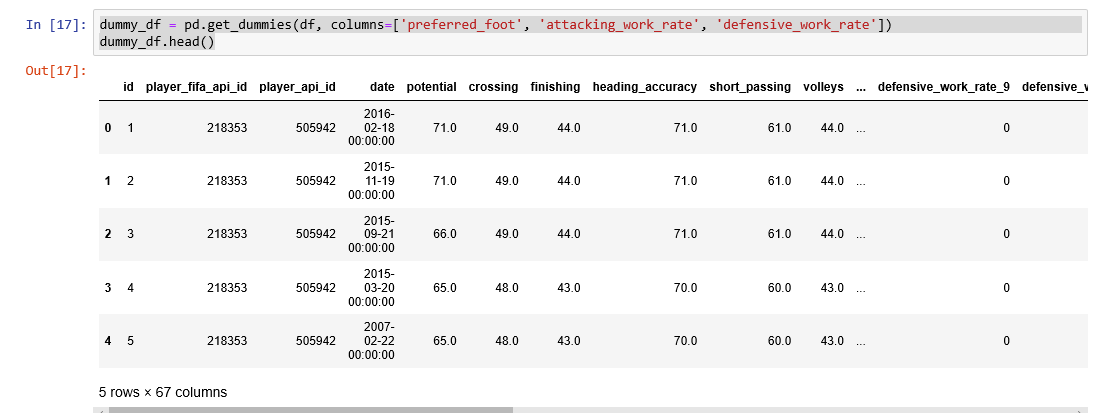 In [17]: dummy_df = pd.get_dummies(df, columns=['preferred_foot', 'attacking_work_rate', 'defensive_work_rate'])
dummy_df.head()
Out[17]:
id player_fifa_api_id player_api_id date potential crossing finishing heading_accuracy short_passing volleys ... defensive_work_rate_9
0 1 218353 505942 2016-02-18 00:00:00 71.0 49.0 44.0 71.0 61.0 44.0 ... 0
1 2 218353 505942 2015-11-19 00:00:00 71.0 49.0 44.0 71.0 61.0 44.0 ... 0
2 3 218353 505942 2015-09-21 00:00:00 66.0 49.0 44.0 71.0 61.0 44.0 ... 0
3 4 218353 505942 2015-03-20 00:00:00 65.0 48.0 43.0 70.0 60.0 43.0 ... 0
4 5 218353 505942 2007-02-22 00:00:00 65.0 48.0 43.0 70.0 60.0 43.0 ... 0
5 rows × 67 columns